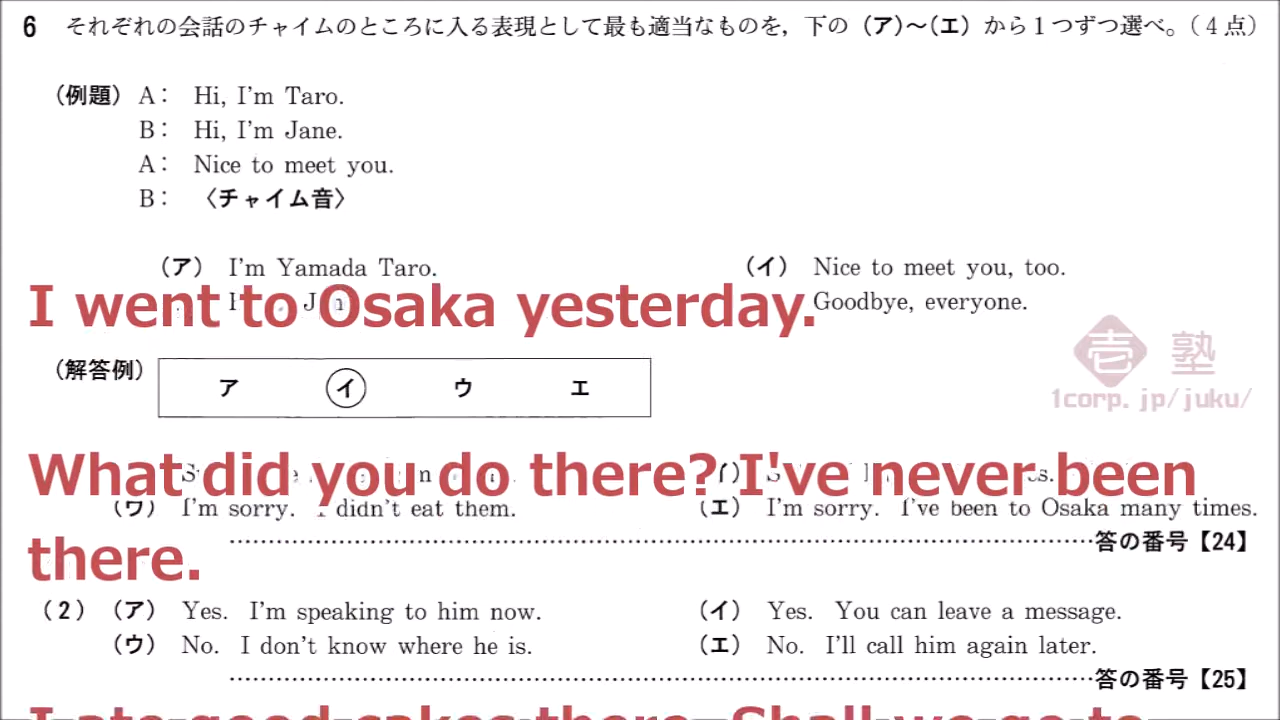 6 それぞれの会話のチャイムのところに入る表現として最も適当なものを，下の（ア）～（エ）から１つずつ選べ。（４点）
（例題） A： Hi, I'm Taro.
B： Hi, I'm Jane.
A： Nice to meet you.
B： 〈チャイム音〉
（ア） I'm Yamada Taro. （イ） Nice to meet you, too.
I went to Osaka yesterday.
Goodbye, everyone.
（解答例） ア イ ウ エ
壱 塾
1corp.jp/juku/
What did you do there? I've never been
（ウ） I'm sorry. I didn't eat them. （エ） I'm sorry. I've been to Osaka many times.
答の番号【24】
there.
（２）（ア） Yes. I'm speaking to him now. （イ） Yes. You can leave a message.
（ウ） No. I don't know where he is. （エ） No. I'll call him again later.
答の番号【25】